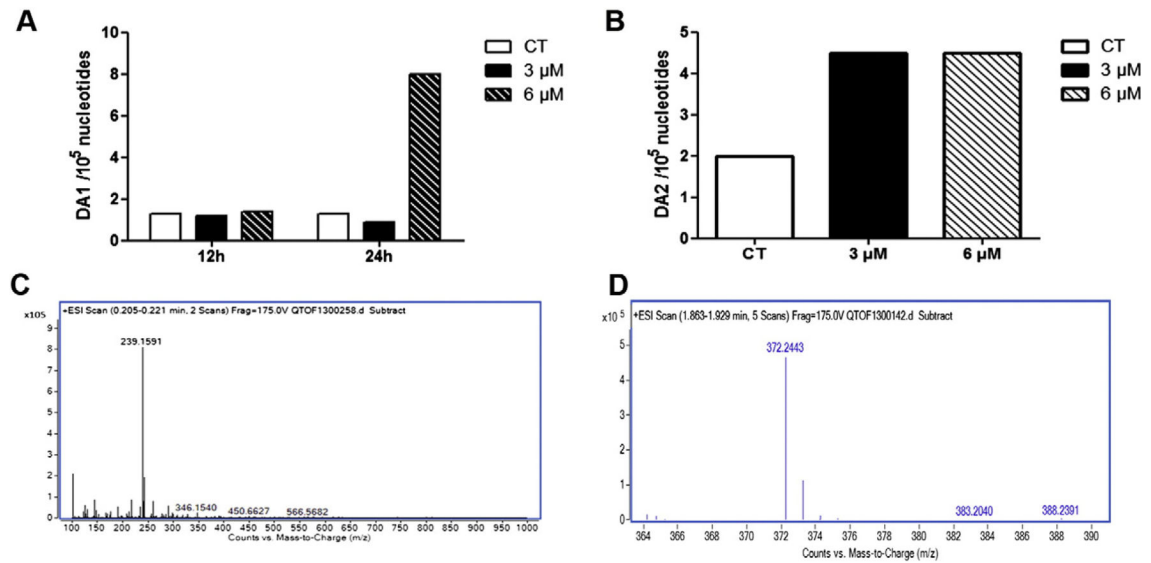 A
DA1 /10⁵ nucleotides
10
8
6
4
2
0
12h
24h
CT
3 µM
6 µM
B
DA2 /10⁵ nucleotides
5
4
3
2
1
0
CT
3 µM
6 µM
CT
3 µM
6 µM
C
x105
+ESI Scan (0.205-0.221 min, 2 Scans) Frag=175.0V QTOF1300258.d Subtract
9
8
7
6
5
4
3
2
1
0
239.1591
346.1540
450.6627
566.5682
100 150 200 250 300 350 400 450 500 550 600 650 700 750 800 850 900 950 1000
Counts vs. Mass-to-Charge (m/z)
D
x10 5
+ESI Scan (1.863-1.929 min, 5 Scans) Frag=175.0V QTOF1300142.d Subtract
5
4
3
2
1
0
372.2443
383.2040
388.2391
364 366 368 370 372 374 376 378 380 382 384 386 388 390
Counts vs. Mass-to-Charge (m/z)